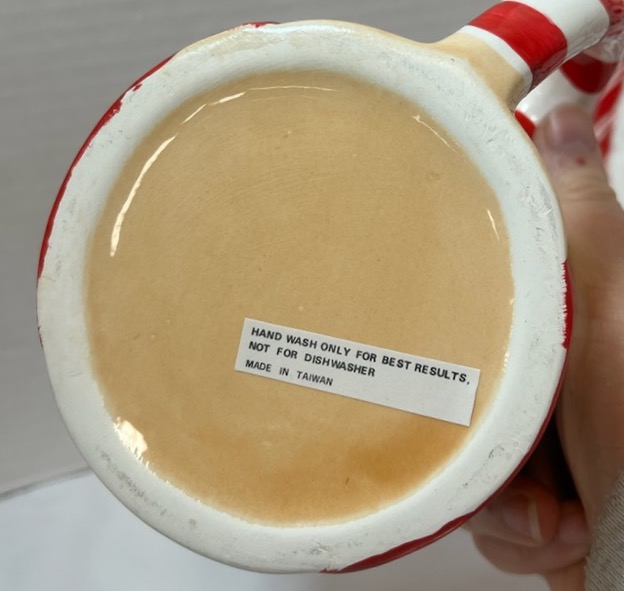 HAND WASH ONLY FOR BEST RESULTS,
NOT FOR DISHWASHER
MADE IN TAIWAN